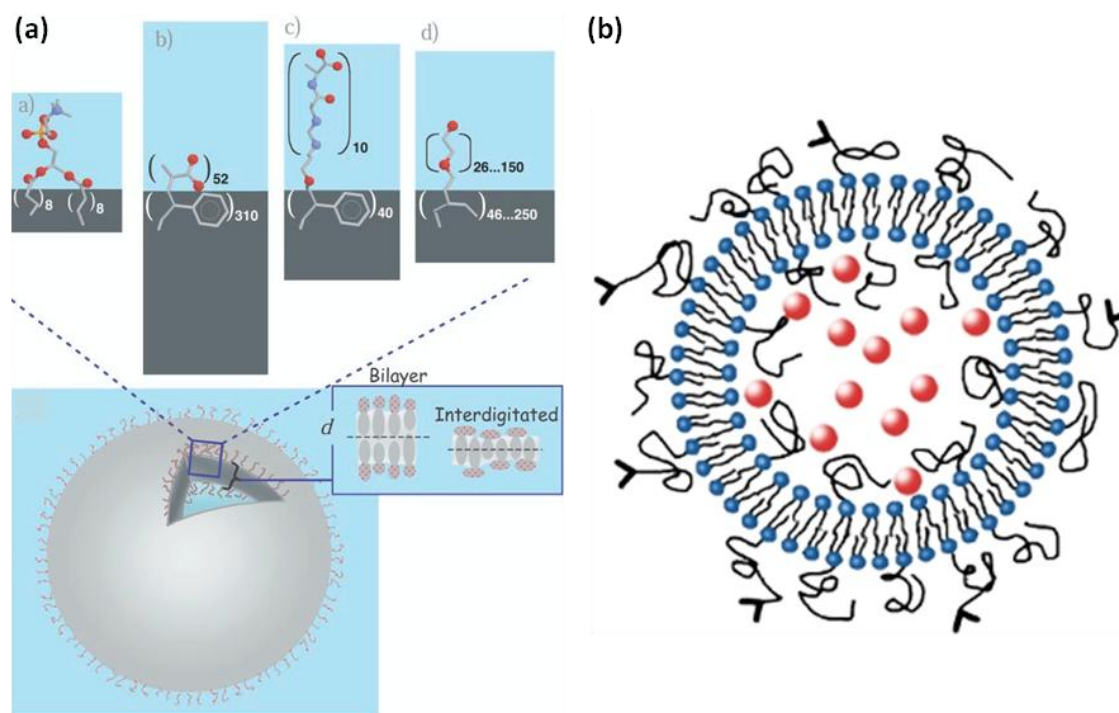 (a)
b)
c)
d)
(b)
a)
10
52
26...150
8
8
310
40
46...250
Bilayer
d
Interdigitated